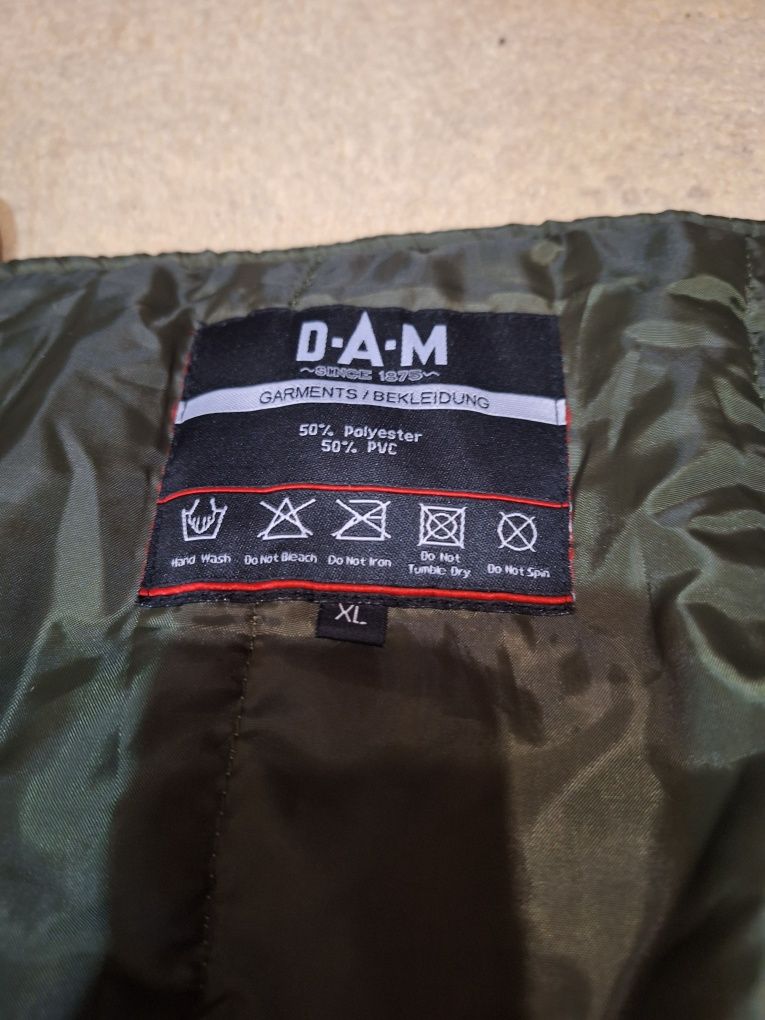 D·A·M
~SINCE 1875~
GARMENTS / BEKLEIDUNG
50% Polyester
50% PVC
Hand Wash Do Not Bleach Do Not Iron Do Not Tumble Dry Do Not Spin
XL